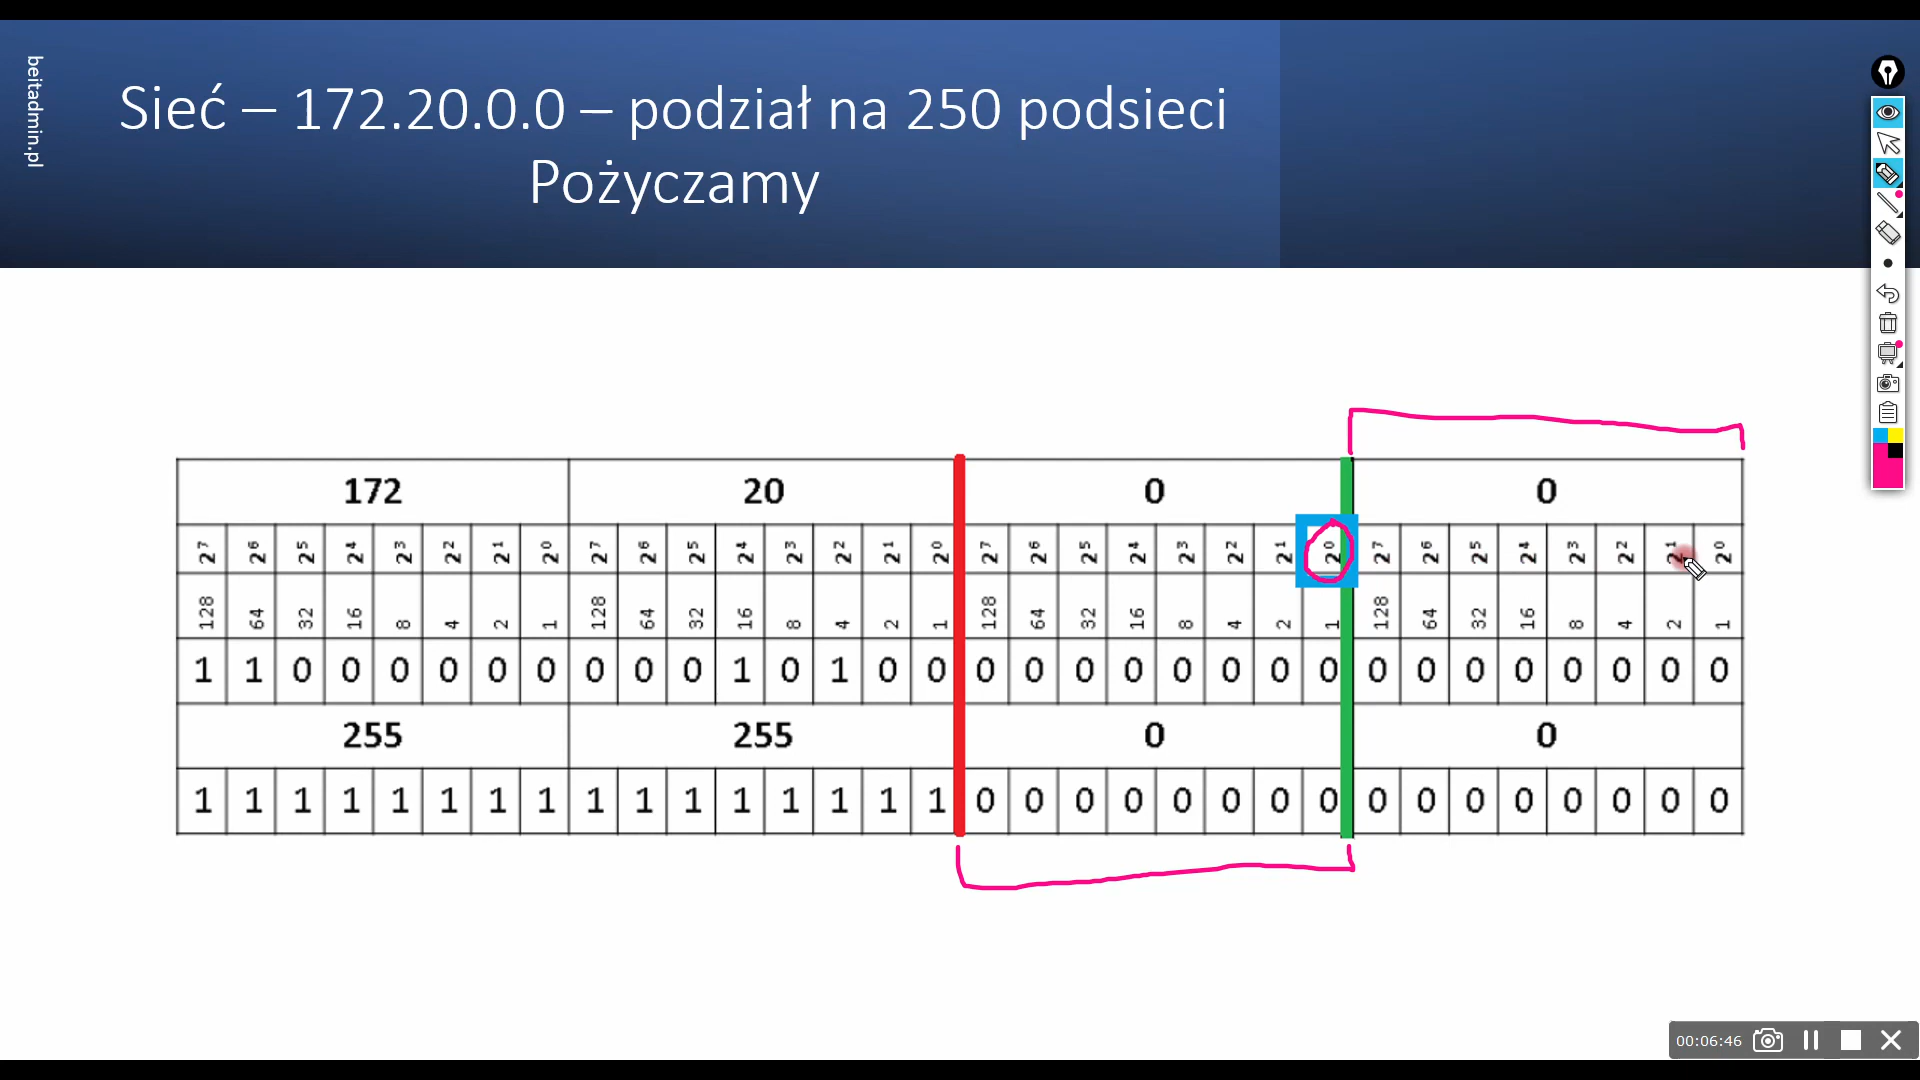 beitadmin.pl
Sieć – 172.20.0.0 – podział na 250 podsieci
Pożyczamy
172 20 0 0
2⁷ 2⁶ 2⁵ 2⁴ 2³ 2² 2¹ 2⁰ 2⁷ 2⁶ 2⁵ 2⁴ 2³ 2² 2¹ 2⁰ 2⁷ 2⁶ 2⁵ 2⁴ 2³ 2² 2¹ 2⁰ 2⁷ 2⁶ 2⁵ 2⁴ 2³ 2² 2¹ 2⁰
128 64 32 16 8 4 2 1 128 64 32 16 8 4 2 1 128 64 32 16 8 4 2 1 128 64 32 16 8 4 2 1
1 1 0 0 0 0 0 0 0 0 0 1 0 1 0 0 0 0 0 0 0 0 0 0 0 0 0 0 0 0 0 0
255 255 0 0
1 1 1 1 1 1 1 1 1 1 1 1 1 1 1 1 0 0 0 0 0 0 0 0 0 0 0 0 0 0 0 0
00:06:46